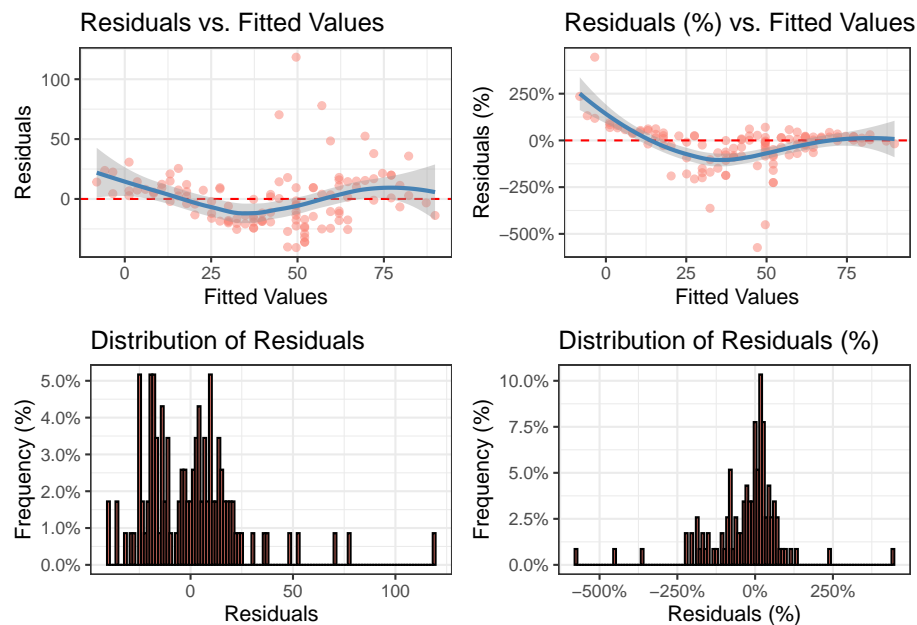 Residuals vs. Fitted Values
Residuals
100
50
0
0
25
50
75
Fitted Values
Residuals (%) vs. Fitted Values
Residuals (%)
250%
0%
−250%
−500%
0
25
50
75
Fitted Values
Distribution of Residuals
Frequency (%)
5.0%
4.0%
3.0%
2.0%
1.0%
0.0%
0
50
100
Residuals
Distribution of Residuals (%)
Frequency (%)
10.0%
7.5%
5.0%
2.5%
0.0%
−500%
−250%
0%
250%
Residuals (%)